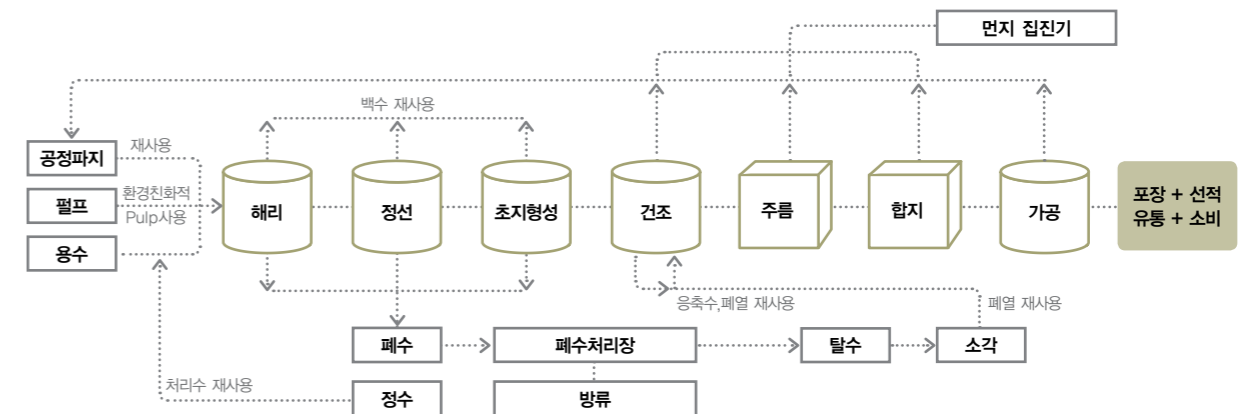 먼지 집진기
백수 재사용
공정파지
재사용
펄프
환경친화적
Pulp사용
용수
해리
정선
초지형성
건조
주름
합지
가공
포장 + 선적
유통 + 소비
응축수,폐열 재사용
폐열 재사용
폐수
폐수처리장
탈수
소각
처리수 재사용
정수
방류